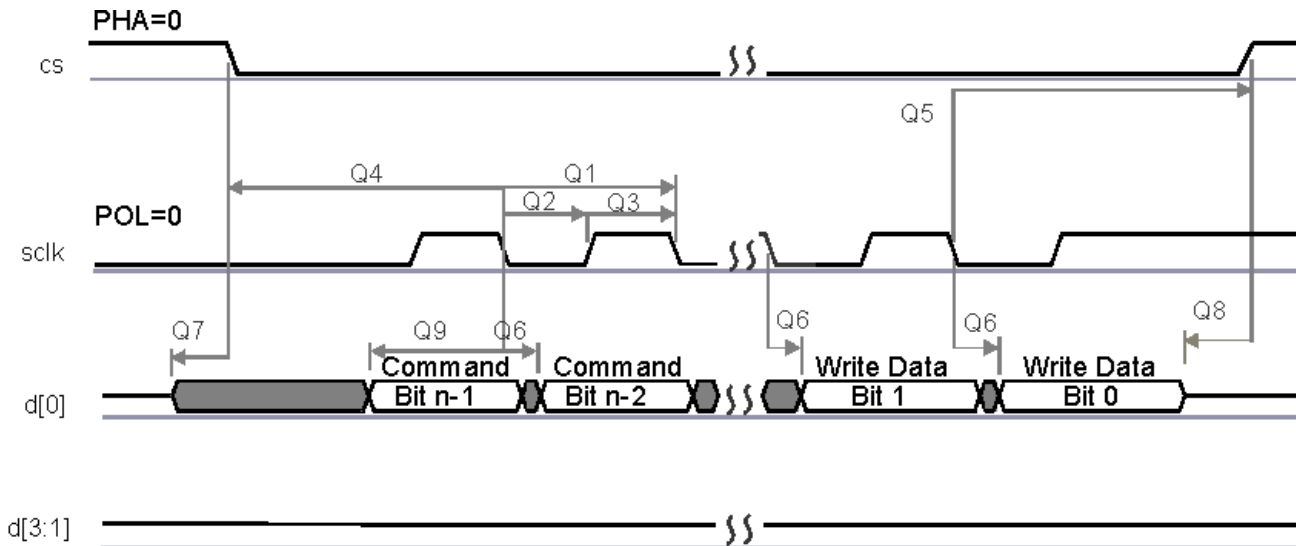 PHA=0
cs
Q5
Q4 Q1
Q2 Q3
POL=0
sclk
Q7 Q9 Q6 Q6 Q6 Q8
Command Command Write Data Write Data
d[0] Bit n-1 Bit n-2 Bit 1 Bit 0
d[3:1]